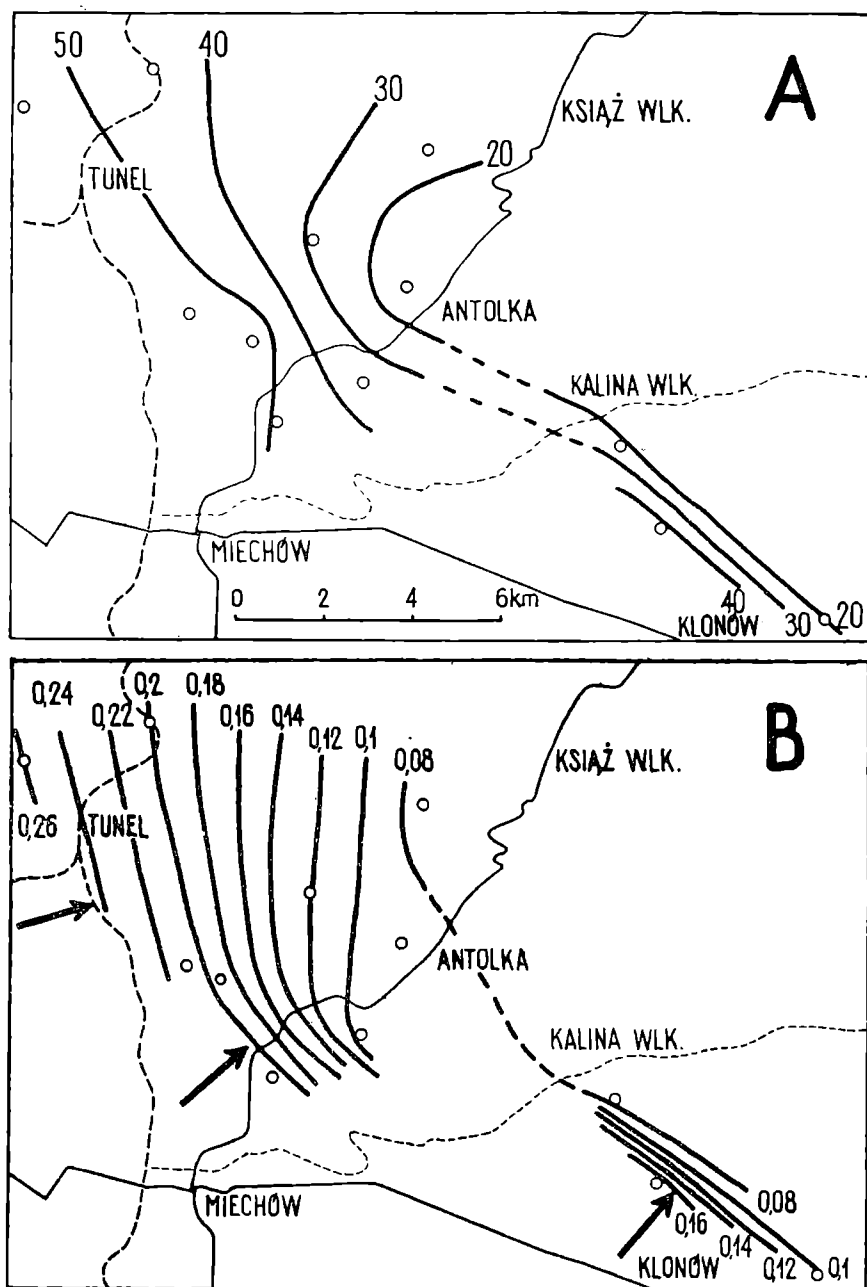 A
50
40
30
20
KSIĄŻ WLK.
TUNEL
ANTOLKA
KALINA WLK.
MIECHÓW
0 2 4 6km
KLONÓW
40
30
20
B
0,24
0,22
0,2
0,18
0,16
0,14
0,12
0,1
0,08
KSIĄŻ WLK.
0,26
TUNEL
ANTOLKA
KALINA WLK.
MIECHÓW
KLONÓW
0,16
0,14
0,12
0,08
0,1